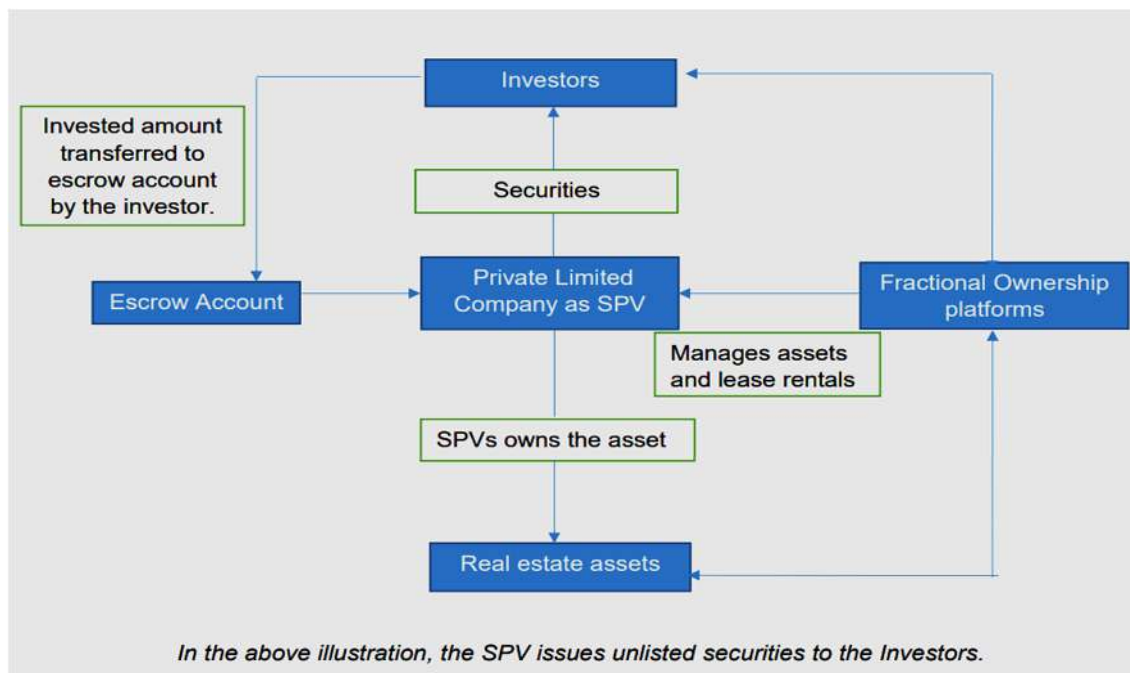 Investors
Invested amount
transferred to
escrow account
by the investor.
Securities
Escrow Account
Private Limited
Company as SPV
Fractional Ownership
platforms
Manages assets
and lease rentals
SPVs owns the asset
Real estate assets
In the above illustration, the SPV issues unlisted securities to the Investors.